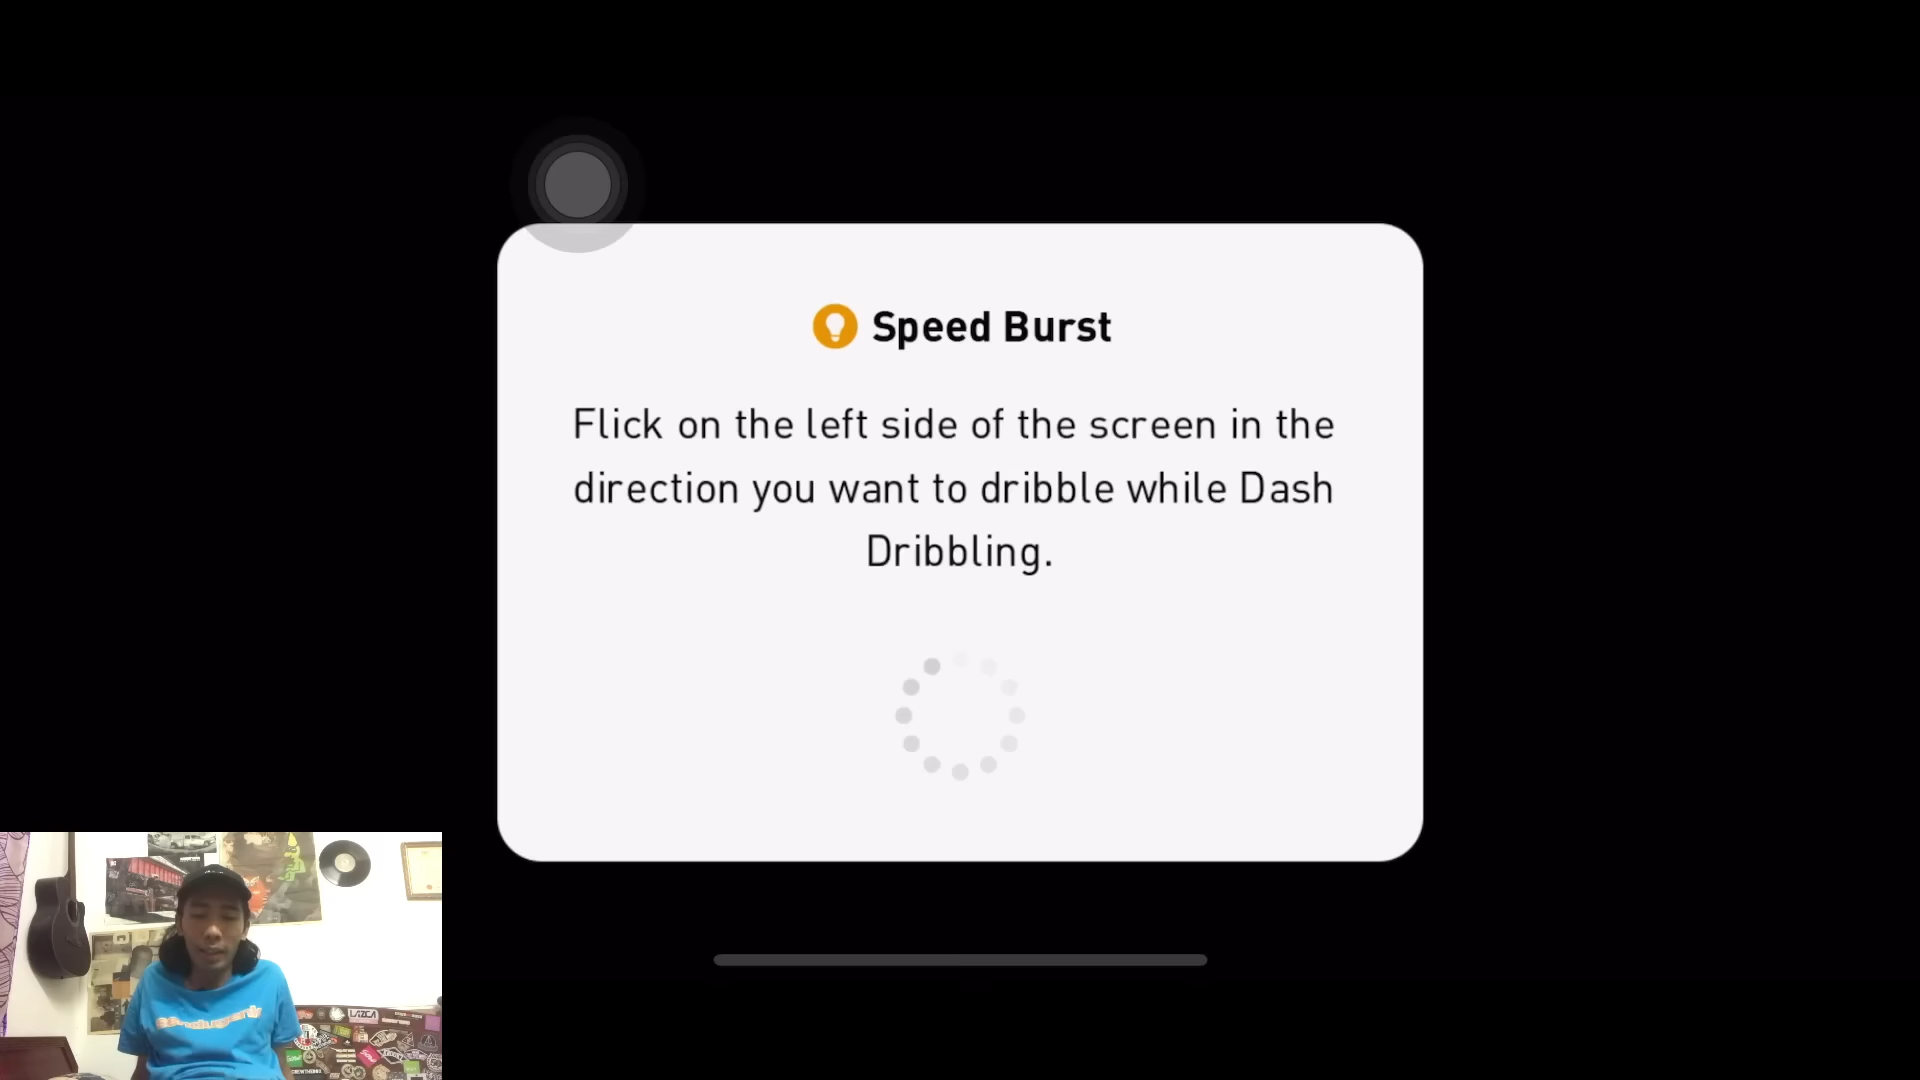 Speed Burst
Flick on the left side of the screen in the
direction you want to dribble while Dash
Dribbling.
LAZCA